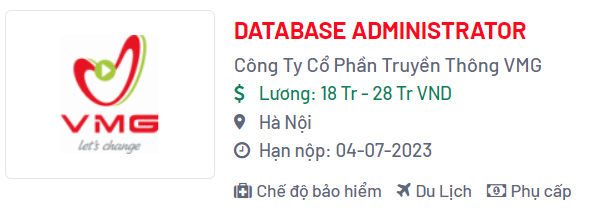 DATABASE ADMINISTRATOR
Công Ty Cổ Phần Truyền Thông VMG
$ Lương: 18 Tr - 28 Tr VND
Hà Nội
Hạn nộp: 04-07-2023
Chế độ bảo hiểm Du Lịch Phụ cấp
VMG
let's change